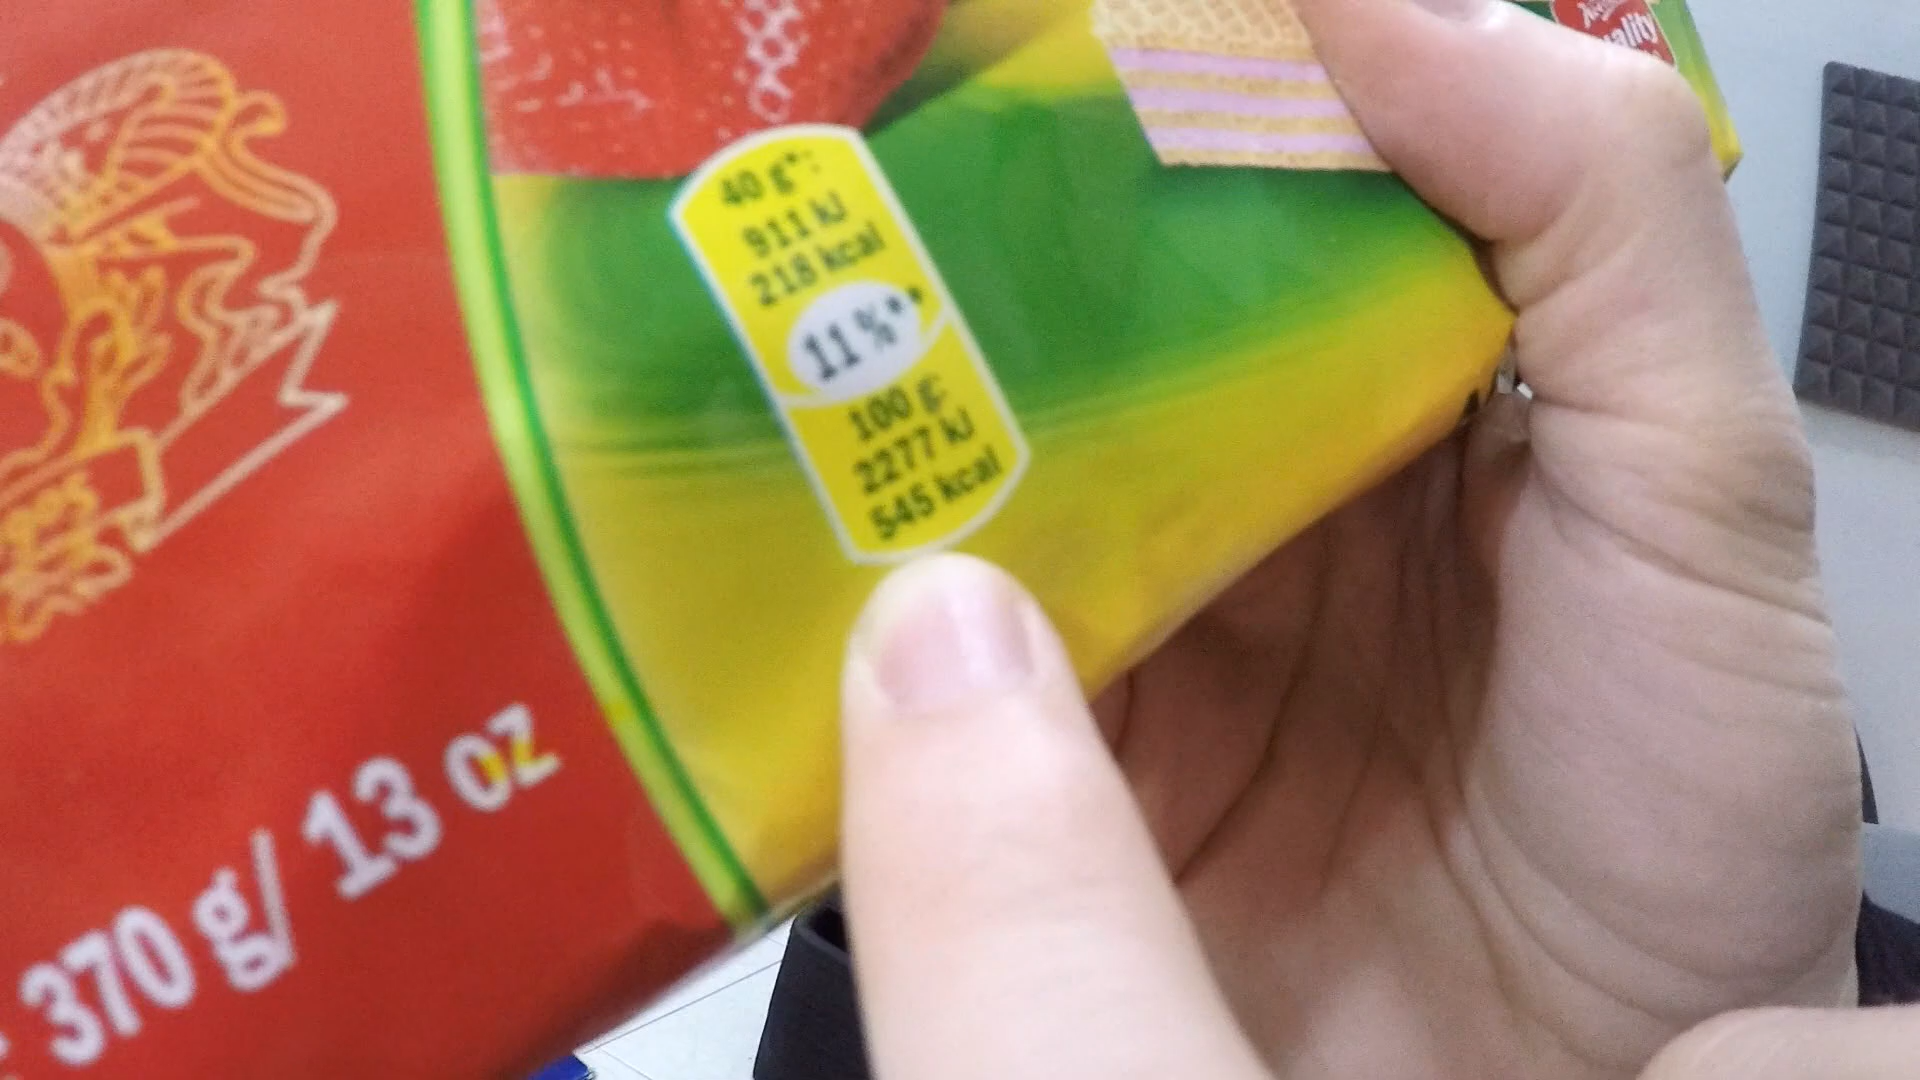 40 g*:
911 kJ
218 kcal
11%**
100 g:
2277 kJ
545 kcal
370 g/ 13 oz